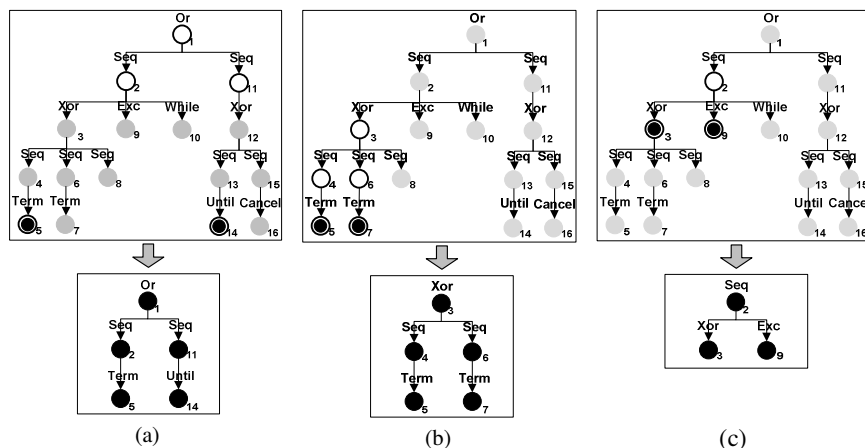 Or
1
Seq Seq
2 11
Xor Exc While Xor
3 9 10 12
Seq Seq Seq Seq Seq
4 6 8 13 15
Term Term Until Cancel
5 7 14 16
Or
1
Seq Seq
2 11
Term Until
5 14
(a)
Or
1
Seq Seq
2 11
Xor Exc While Xor
3 9 10 12
Seq Seq Seq Seq Seq
4 6 8 13 15
Term Term Until Cancel
5 7 14 16
Xor
3
Seq Seq
4 6
Term Term
5 7
(b)
Or
1
Seq Seq
2 11
Xor Exc While Xor
3 9 10 12
Seq Seq Seq Seq Seq
4 6 8 13 15
Term Term Until Cancel
5 7 14 16
Seq
2
Xor Exc
3 9
(c)